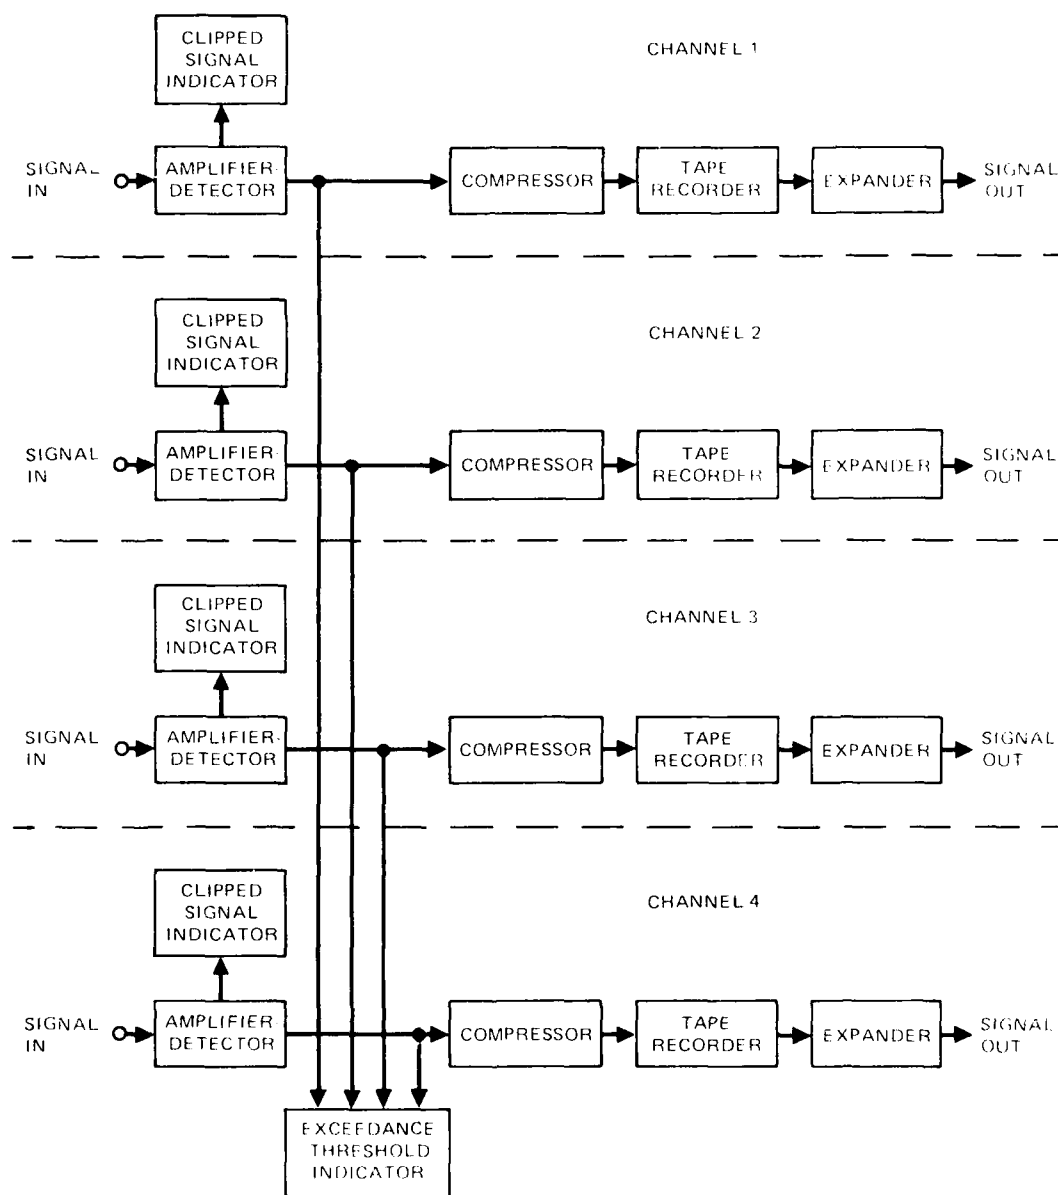 CLIPPED
SIGNAL
INDICATOR
CHANNEL 1
SIGNAL
IN
AMPLIFIER-
DETECTOR
COMPRESSOR
TAPE
RECORDER
EXPANDER
SIGNAL
OUT
CLIPPED
SIGNAL
INDICATOR
CHANNEL 2
SIGNAL
IN
AMPLIFIER-
DETECTOR
COMPRESSOR
TAPE
RECORDER
EXPANDER
SIGNAL
OUT
CLIPPED
SIGNAL
INDICATOR
CHANNEL 3
SIGNAL
IN
AMPLIFIER-
DETECTOR
COMPRESSOR
TAPE
RECORDER
EXPANDER
SIGNAL
OUT
CLIPPED
SIGNAL
INDICATOR
CHANNEL 4
SIGNAL
IN
AMPLIFIER-
DETECTOR
COMPRESSOR
TAPE
RECORDER
EXPANDER
SIGNAL
OUT
EXCEEDANCE
THRESHOLD
INDICATOR